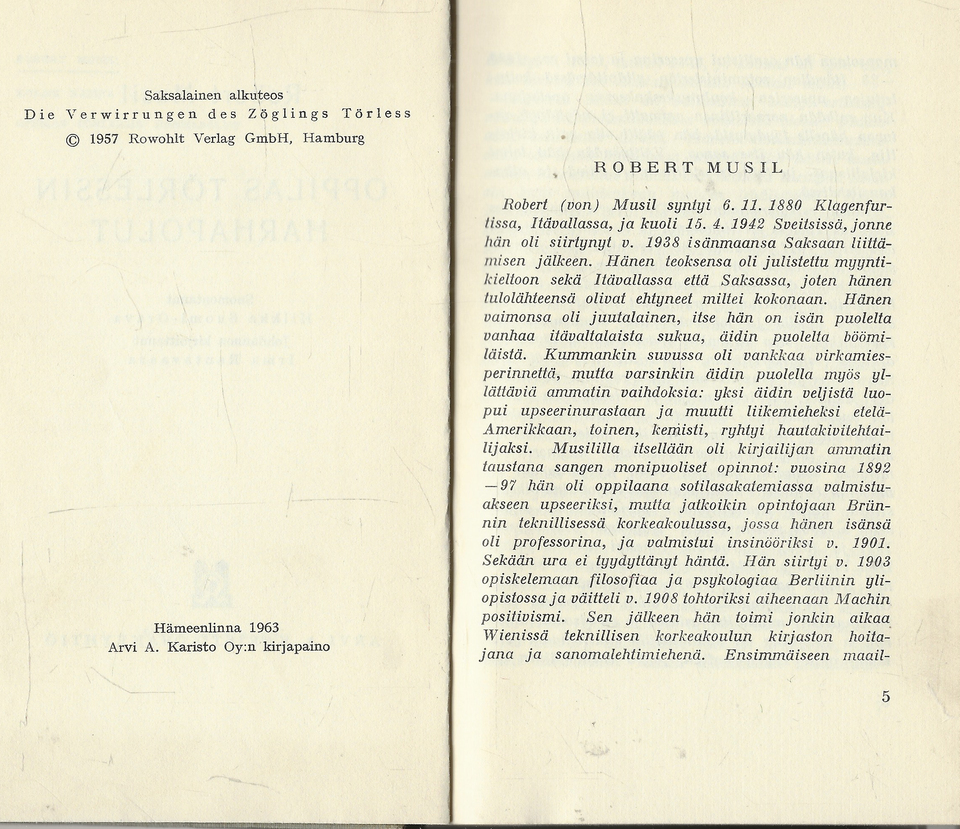 Saksalainen alkuteos
Die Verwirrungen des Zöglings Törless
© 1957 Rowohlt Verlag GmbH, Hamburg
Hämeenlinna 1963
Arvi A. Karisto Oy:n kirjapaino
ROBERT MUSIL
Robert (von) Musil syntyi 6. 11. 1880 Klagenfur-
tissa, Itävallassa, ja kuoli 15. 4. 1942 Sveitsissä, jonne
hän oli siirtynyt v. 1938 isänmaansa Saksaan liittä-
misen jälkeen. Hänen teoksensa oli julistettu myynti-
kieltoon sekä Itävallassa että Saksassa, joten hänen
tulolähteensä olivat ehtyneet miltei kokonaan. Hänen
vaimonsa oli juutalainen, itse hän on isän puolelta
vanhaa itävaltalaista sukua, äidin puolelta böömi-
läistä. Kummankin suvussa oli vankkaa virkamies-
perinnettä, mutta varsinkin äidin puolella myös yl-
lättäviä ammatin vaihdoksia: yksi äidin veljistä luo-
pui upseerinurastaan ja muutti liikemieheksi etelä-
Amerikkaan, toinen, kemisti, ryhtyi hautakivitehtai-
lijaksi. Musililla itsellään oli kirjailijan ammatin
taustana sangen monipuoliset opinnot: vuosina 1892
—97 hän oli oppilaana sotilasakatemiassa valmistu-
akseen upseeriksi, mutta jatkoikin opintojaan Brün-
nin teknillisessä korkeakoulussa, jossa hänen isänsä
oli professorina, ja valmistui insinööriksi v. 1901.
Sekään ura ei tyydyttänyt häntä. Hän siirtyi v. 1903
opiskelemaan filosofiaa ja psykologiaa Berliinin yli-
opistossa ja väitteli v. 1908 tohtoriksi aiheenaan Machin
positivismi. Sen jälkeen hän toimi jonkin aikaa
Wienissä teknillisen korkeakoulun kirjaston hoita-
jana ja sanomalehtimiehenä. Ensimmäiseen maail-
5